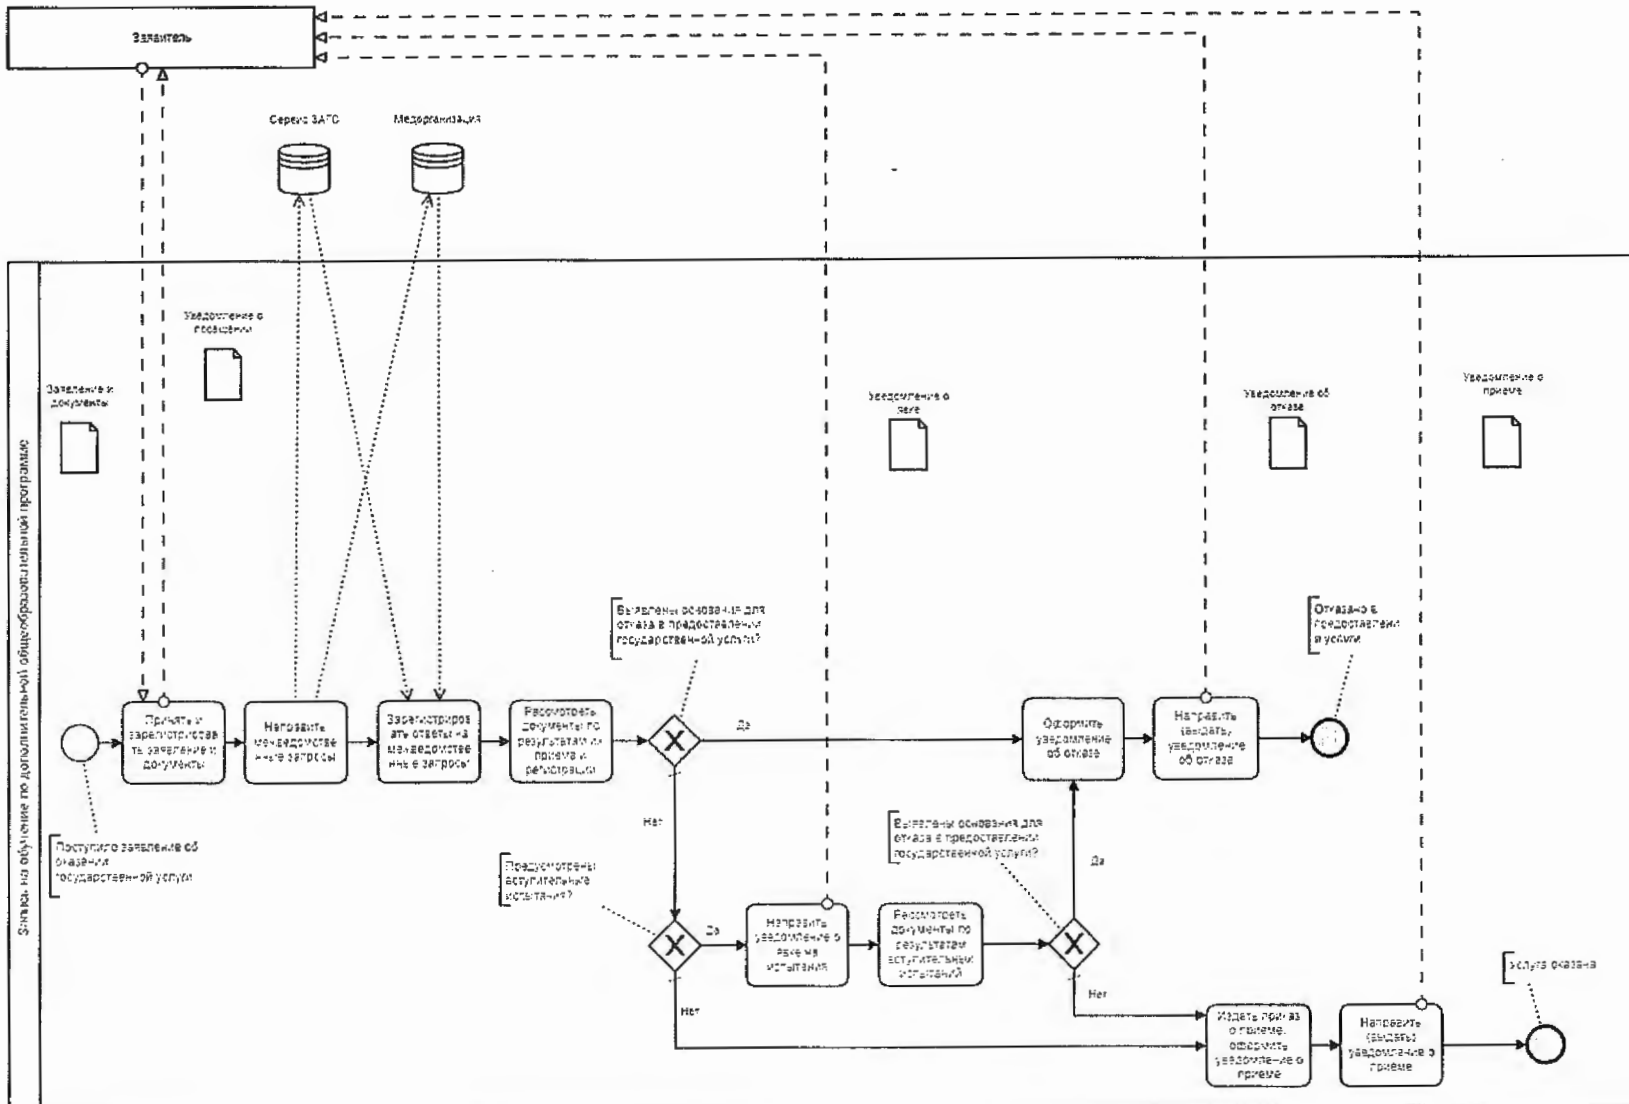 Заявитель
Сервис ЗАГС
Медорганизация
Уведомление о
посещении
Заявление и
документы
Уведомление о
явке
Уведомление об
отказе
Уведомление о
приеме
Запись на обучение по дополнительной общеобразовательной программе
Выявлены основания для
отказа в предоставлении
государственной услуги?
Отказано в
предоставлени
и услуги
Принять и
зарегистрирова
ть заявление и
документы
Направить
межведомстве
нные запросы
Зарегистриров
ать ответы на
межведомстве
нные запросы
Рассмотреть
документы по
результатам их
приема и
регистрации
Да
Оформить
уведомление
об отказе
Направить
(выдать)
уведомление
об отказе
Нет
Поступило заявление об
оказании
государственной услуги
Выявлены основания для
отказа в предоставлении
государственной услуги?
Да
Предусмотрены
вступительные
испытания?
Да
Направить
уведомление о
явке на
испытания
Рассмотреть
документы по
результатам
вступительных
испытаний
Услуга оказана
Нет
Нет
Издать приказ
о приеме,
оформить
уведомление о
приеме
Направить
(выдать)
уведомление о
приеме